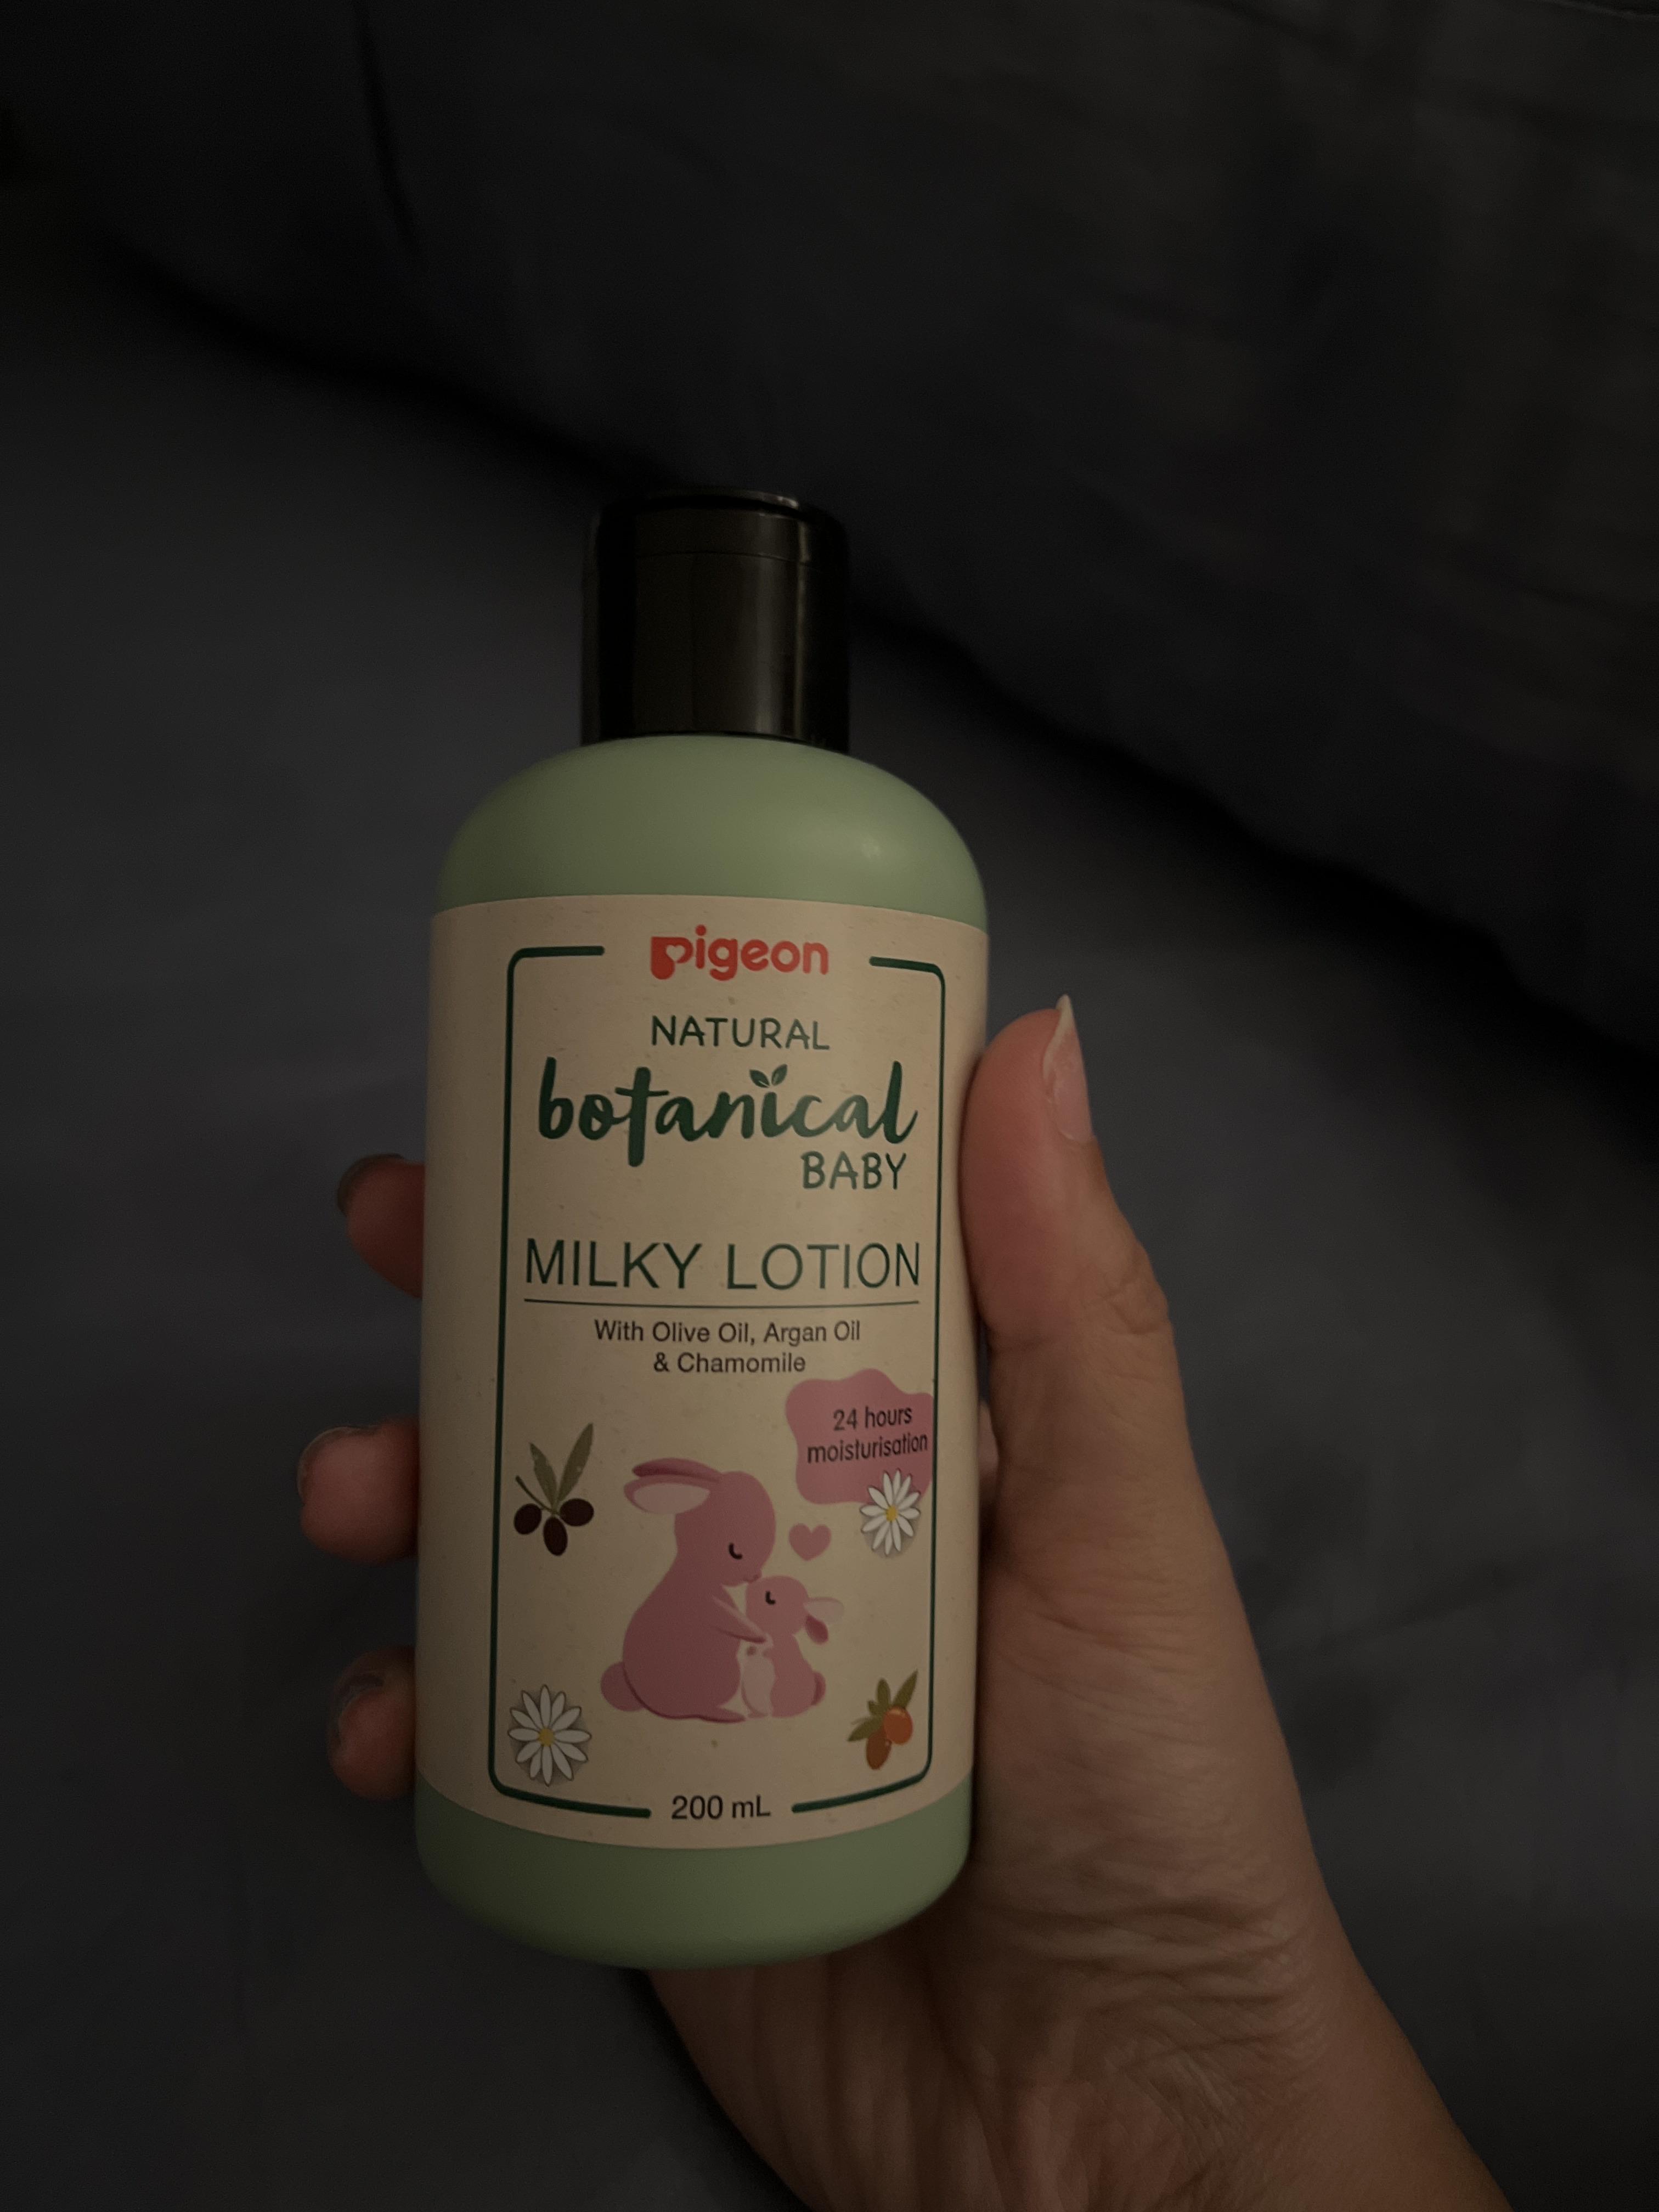 pigeon
NATURAL
botanical
BABY
MILKY LOTION
With Olive Oil, Argan Oil
& Chamomile
24 hours
moisturisation
200 mL